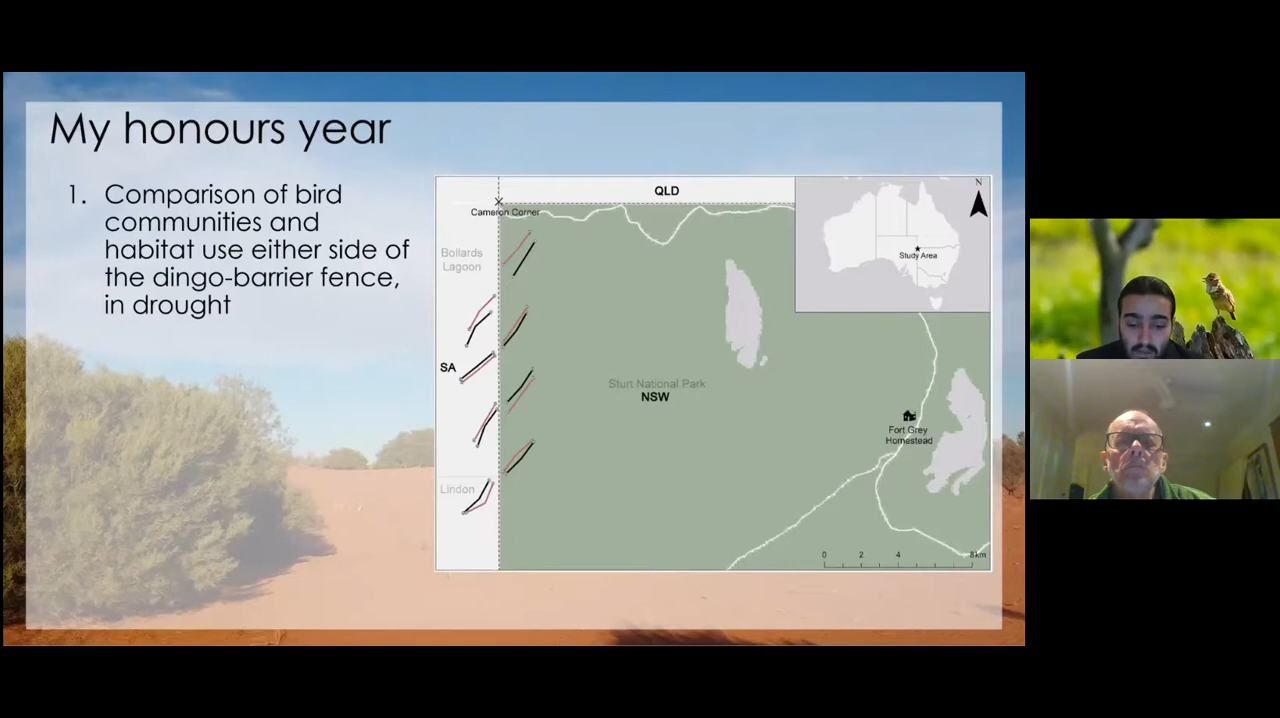 My honours year
1. Comparison of bird
communities and
habitat use either side of
the dingo-barrier fence,
in drought
QLD
N
Cameron Corner
Bollards
Lagoon
Study Area
SA
Sturt National Park
NSW
Fort Grey
Homestead
Lindon
0 2 4 8km